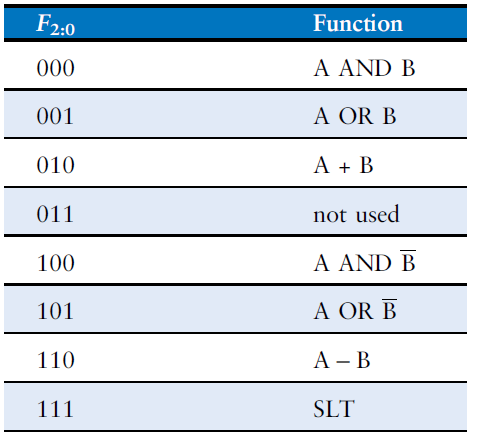 F2:0 Function
000 A AND B
001 A OR B
010 A + B
011 not used
100 A AND B̅
101 A OR B̅
110 A – B
111 SLT